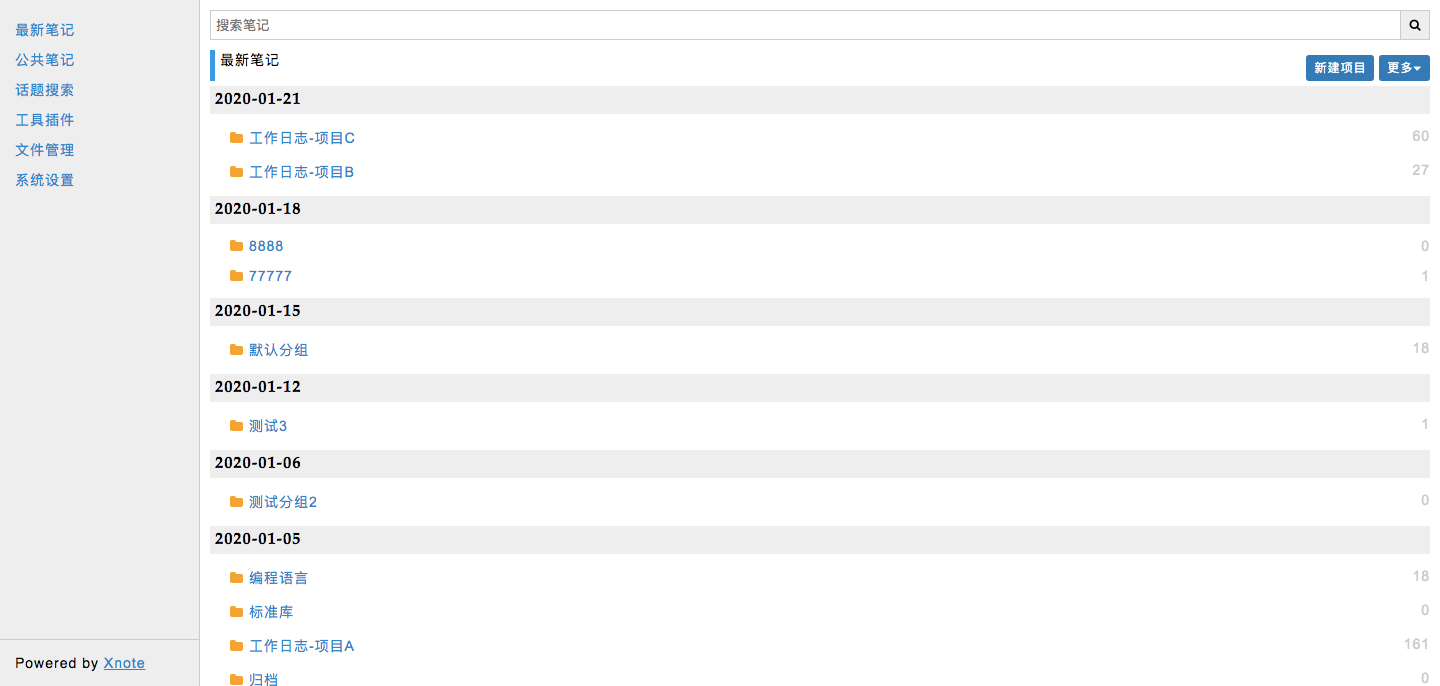 最新笔记
公共笔记
话题搜索
工具插件
文件管理
系统设置
Powered by Xnote
搜索笔记
最新笔记
新建项目 更多
2020-01-21
工作日志-项目C 60
工作日志-项目B 27
2020-01-18
8888 0
77777 1
2020-01-15
默认分组 18
2020-01-12
测试3 1
2020-01-06
测试分组2 0
2020-01-05
编程语言 18
标准库 0
工作日志-项目A 161
归档 0